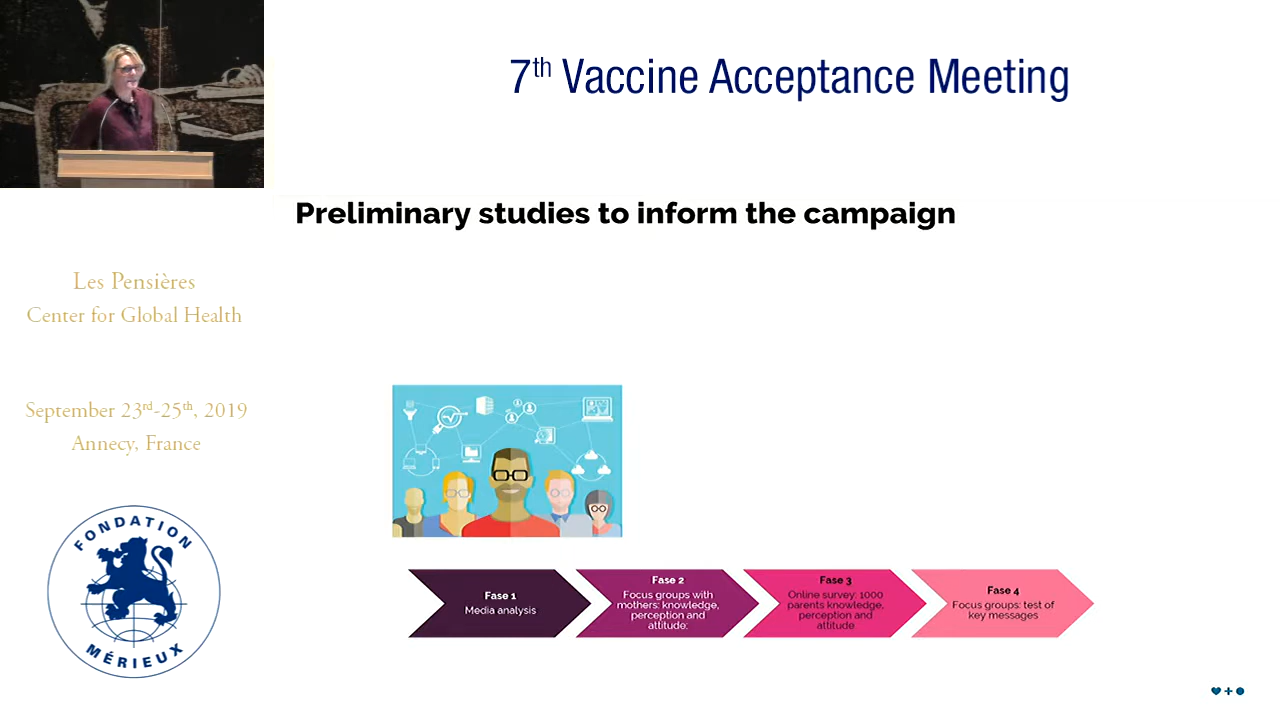 7th Vaccine Acceptance Meeting
Preliminary studies to inform the campaign
Les Pensières
Center for Global Health
September 23rd-25th, 2019
Annecy, France
FONDATION
MÉRIEUX
Fase 1
Media analysis
Fase 2
Focus groups with
mothers: knowledge,
perception and
attitude;
Fase 3
Online survey: 1000
parents knowledge,
perception and
attitude
Fase 4
Focus groups: test of
key messages